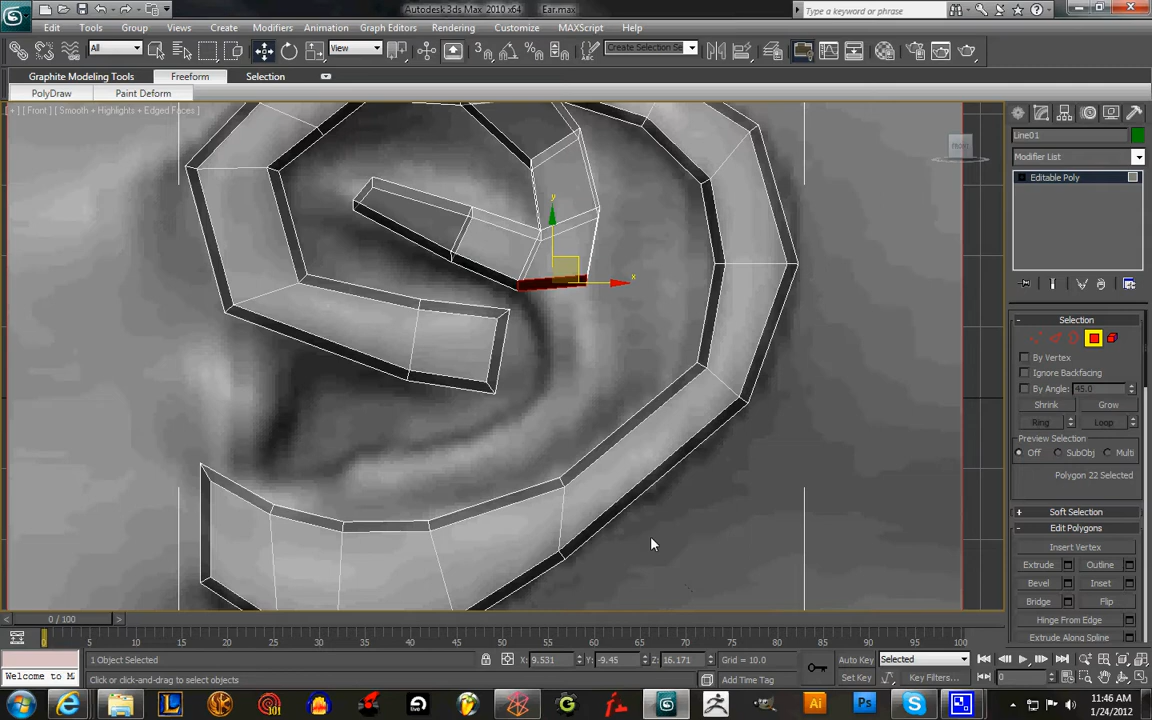 Autodesk 3ds Max 2010 x64 Ear.max
Type a keyword or phrase
Edit Tools Group Views Create Modifiers Animation Graph Editors Rendering Customize MAXScript Help
All View Create Selection Se
Graphite Modeling Tools Freeform Selection
PolyDraw Paint Deform
[ + ] [ Front ] [ Smooth + Highlights + Edged Faces ]
FRONT
y
x
Line01
Modifier List
Editable Poly
Selection
By Vertex
Ignore Backfacing
By Angle: 45.0
Shrink Grow
Ring Loop
Preview Selection
Off SubObj Multi
Polygon 22 Selected
Soft Selection
Edit Polygons
Insert Vertex
Extrude Outline
Bevel Inset
Bridge Flip
Hinge From Edge
Extrude Along Spline
0 / 100
0 5 10 15 20 25 30 35 40 45 50 55 60 65 70 75 80 85 90 95 100
1 Object Selected X: 9.531 Y: -9.45 Z: 16.171 Grid = 10.0 Auto Key Selected
Welcome to M Click or click-and-drag to select objects Add Time Tag Set Key Key Filters... 0
11:46 AM
1/24/2012